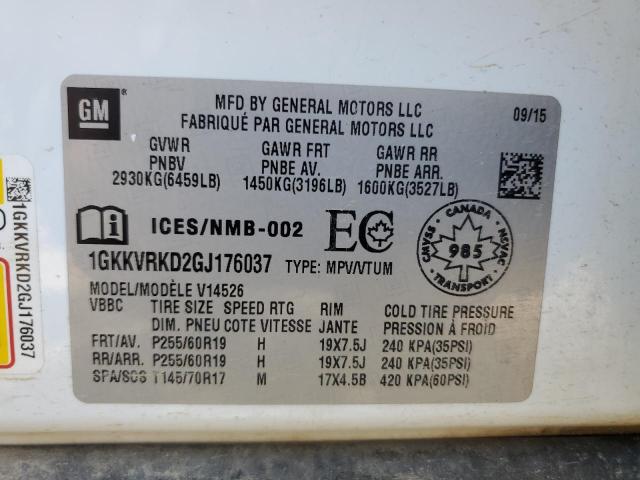 GM
MFD BY GENERAL MOTORS LLC
FABRIQUÉ PAR GENERAL MOTORS LLC
09/15
GVWR GAWR FRT GAWR RR
PNBV PNBE AV. PNBE ARR.
2930KG(6459LB) 1450KG(3196LB) 1600KG(3527LB)
ICES/NMB-002 EC
CANADA
CMVSS 985 NSVAC
TRANSPORT
1GKKVRKD2GJ176037 TYPE: MPV/VTUM
MODEL/MODÈLE V14526
VBBC TIRE SIZE SPEED RTG RIM COLD TIRE PRESSURE
DIM. PNEU COTE VITESSE JANTE PRESSION À FROID
FRT/AV. P255/60R19 H 19X7.5J 240 KPA(35PSI)
RR/ARR. P255/60R19 H 19X7.5J 240 KPA(35PSI)
SPA/SOS T145/70R17 M 17X4.5B 420 KPA(60PSI)
1GKKVRKD2GJ176037